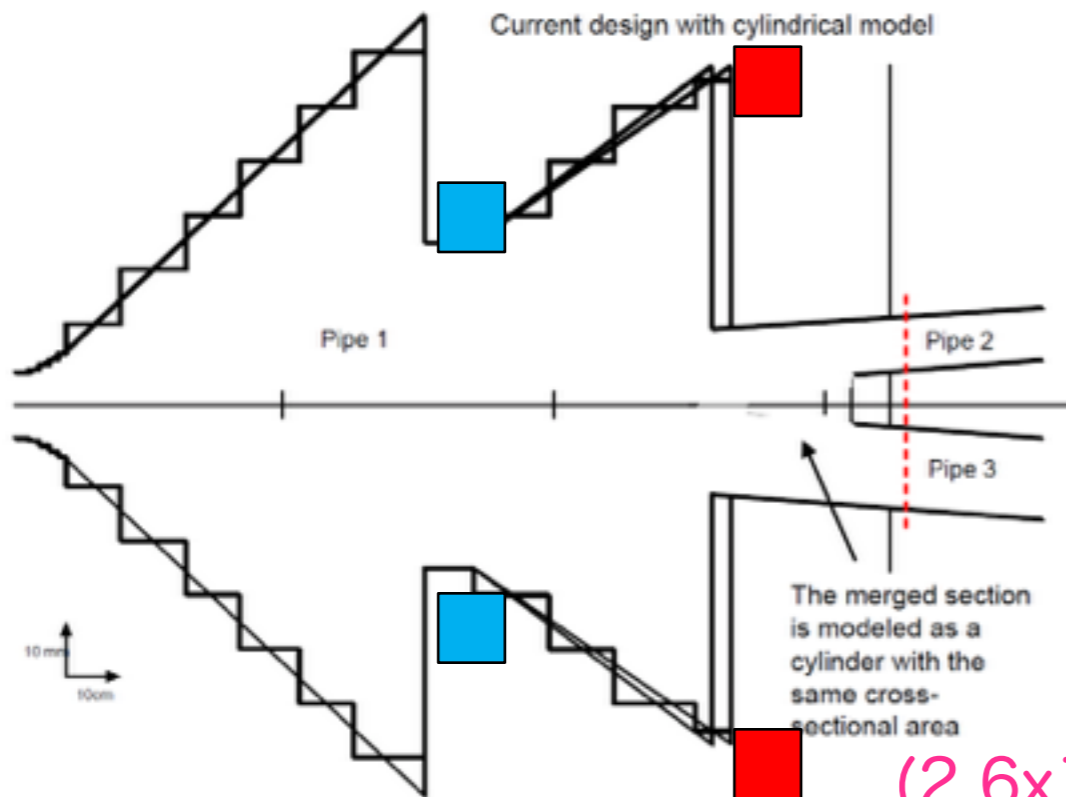 Current design with cylindrical model
Pipe 1
Pipe 2
Pipe 3
The merged section
is modeled as a
cylinder with the
same cross-
sectional area
10 mm
10cm
(2.6x